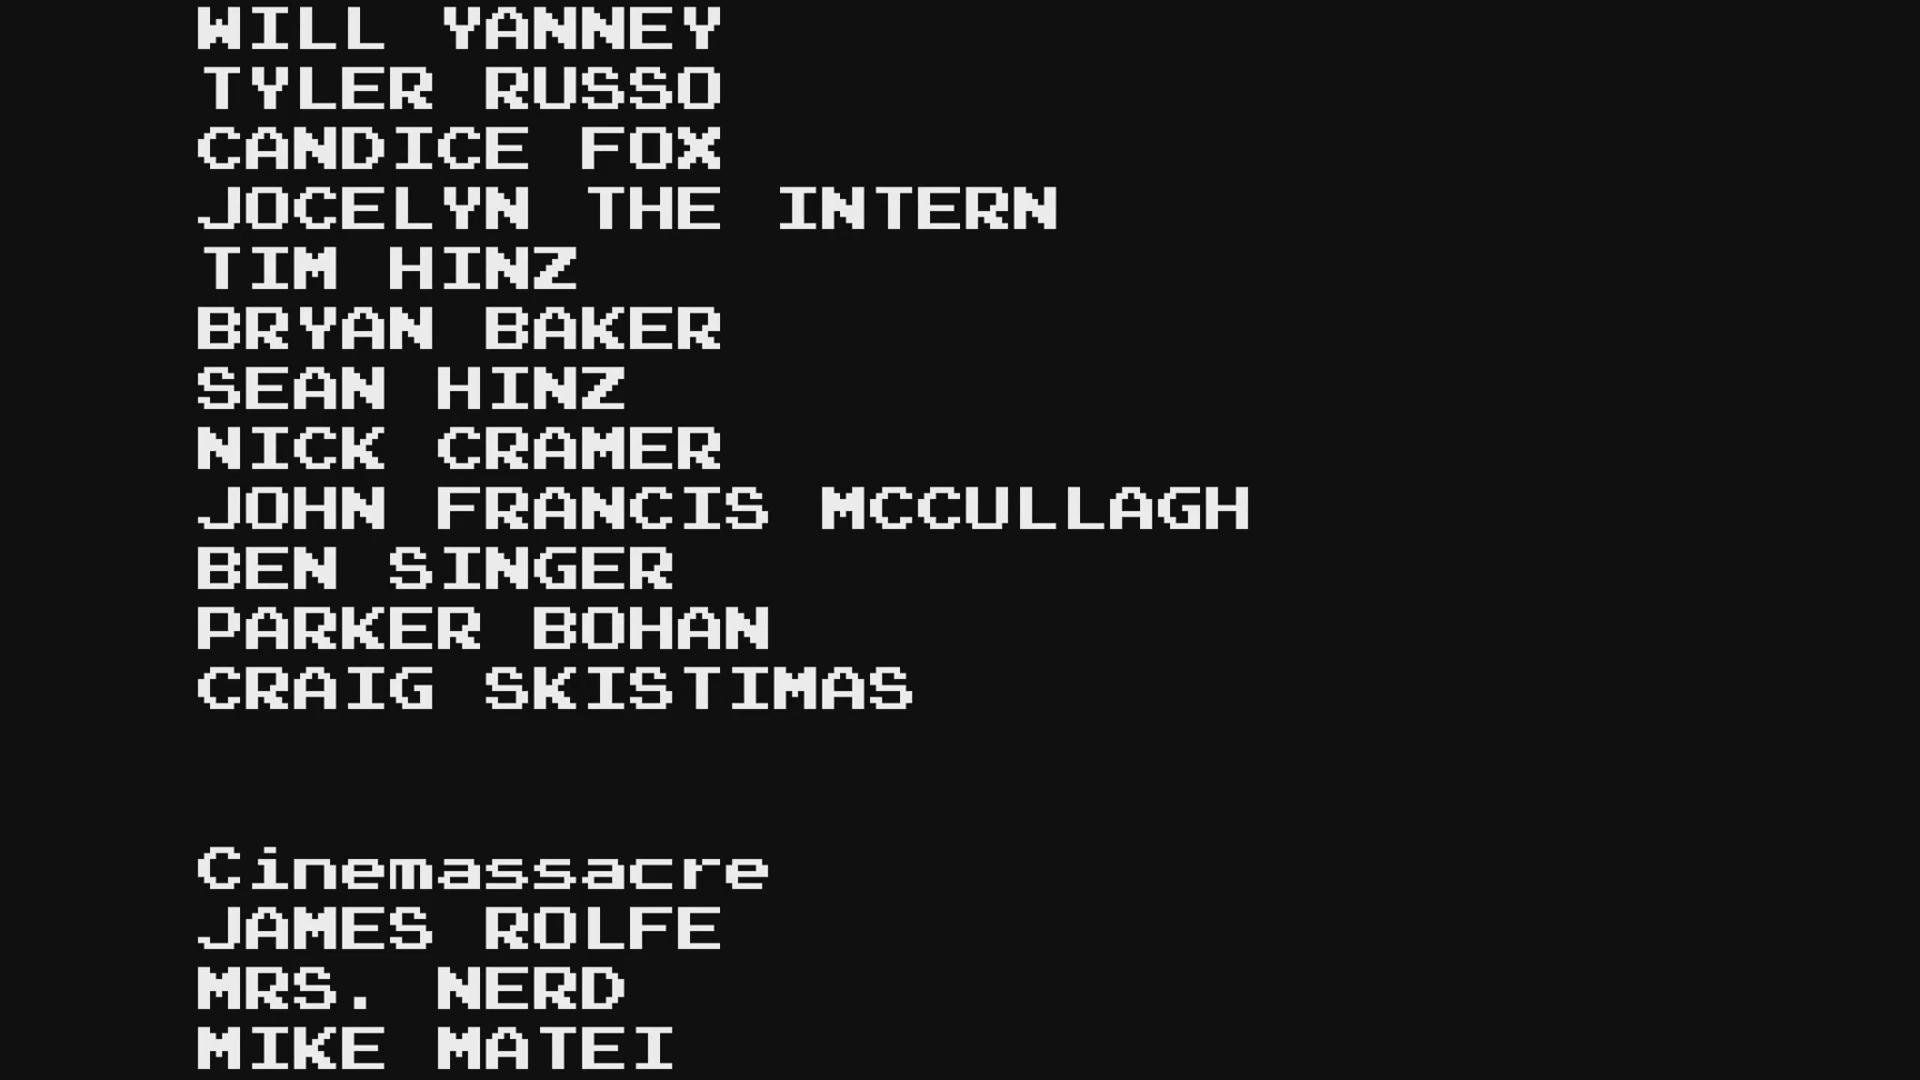 WILL YANNEY
TYLER RUSSO
CANDICE FOX
JOCELYN THE INTERN
TIM HINZ
BRYAN BAKER
SEAN HINZ
NICK CRAMER
JOHN FRANCIS MCCULLAGH
BEN SINGER
PARKER BOHAN
CRAIG SKISTIMAS
Cinemassacre
JAMES ROLFE
MRS. NERD
MIKE MATEI